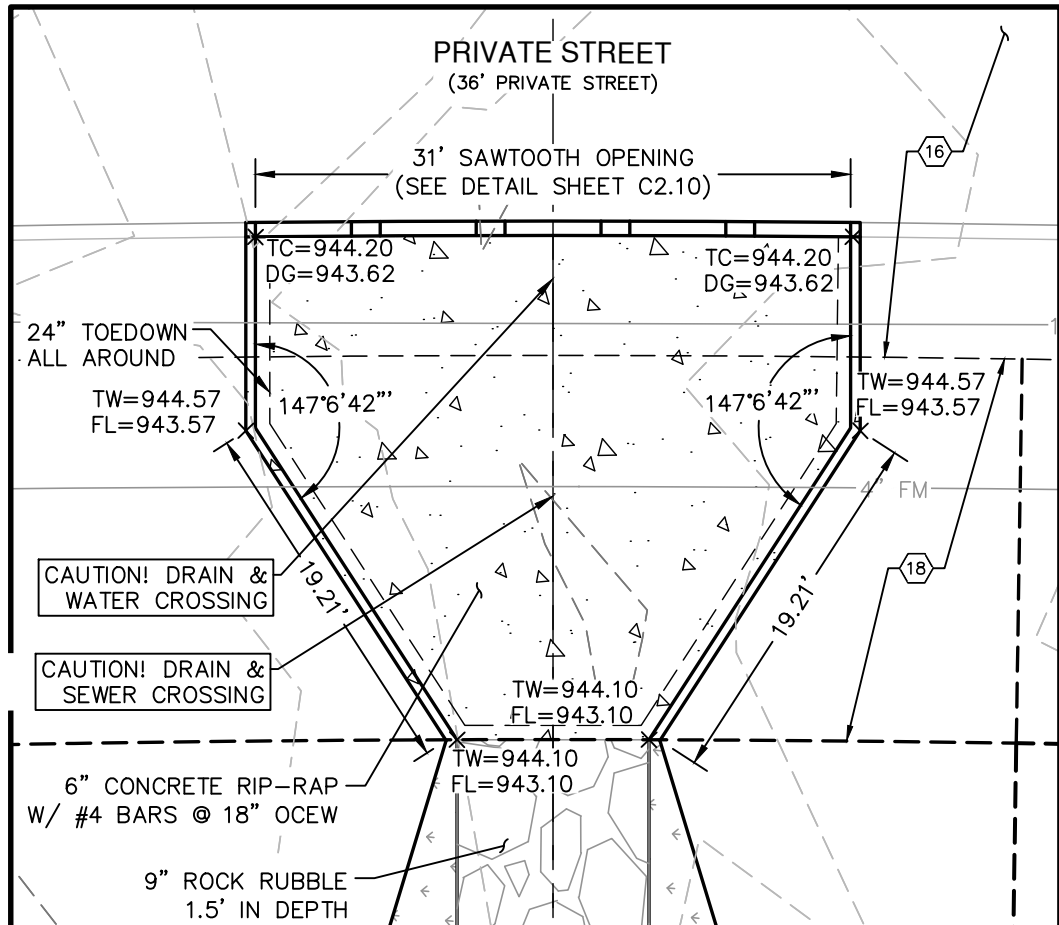 PRIVATE STREET
(36' PRIVATE STREET)
31' SAWTOOTH OPENING
(SEE DETAIL SHEET C2.10)
16
TC=944.20
DG=943.62
TC=944.20
DG=943.62
24" TOEDOWN
ALL AROUND
TW=944.57
FL=943.57
147°6'42"'
147°6'42"'
TW=944.57
FL=943.57
4" FM
18
CAUTION! DRAIN &
WATER CROSSING
19.21'
19.21'
CAUTION! DRAIN &
SEWER CROSSING
TW=944.10
FL=943.10
TW=944.10
FL=943.10
6" CONCRETE RIP-RAP
W/ #4 BARS @ 18" OCEW
9" ROCK RUBBLE
1.5' IN DEPTH